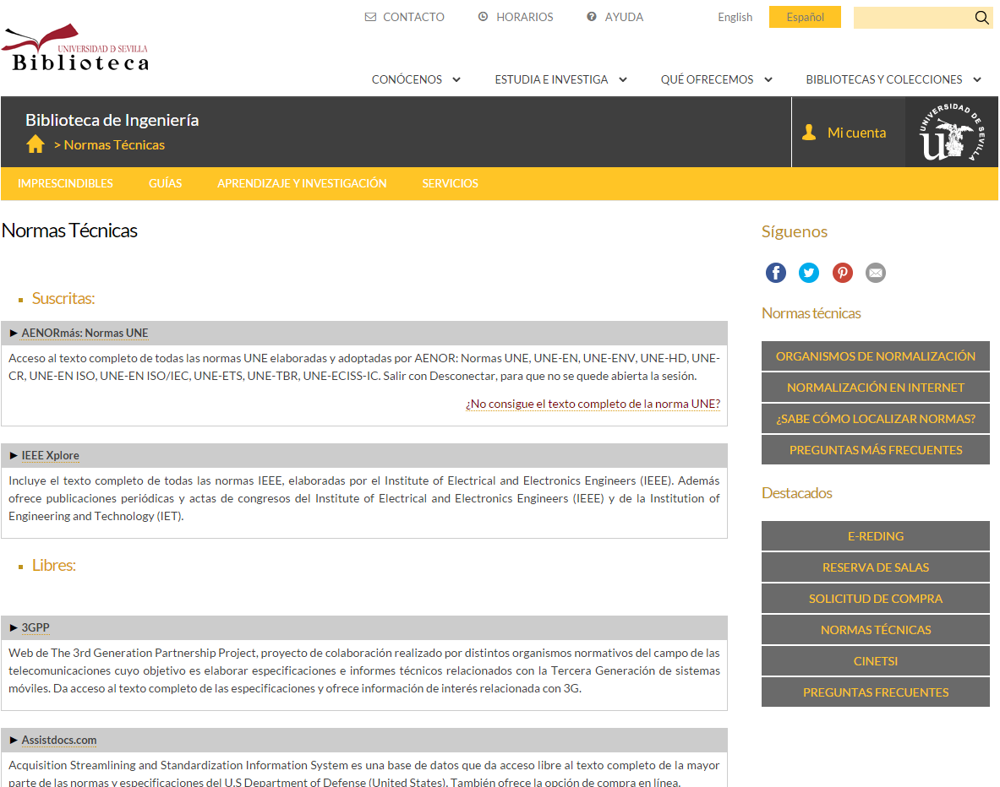 CONTACTO HORARIOS AYUDA English Español
UNIVERSIDAD D SEVILLA
Biblioteca
CONÓCENOS ESTUDIA E INVESTIGA QUÉ OFRECEMOS BIBLIOTECAS Y COLECCIONES
Biblioteca de Ingeniería
> Normas Técnicas
Mi cuenta
UNIVERSIDAD DE SEVILLA
us
IMPRESCINDIBLES GUÍAS APRENDIZAJE Y INVESTIGACIÓN SERVICIOS
Normas Técnicas
Suscritas:
► AENORmás: Normas UNE
Acceso al texto completo de todas las normas UNE elaboradas y adoptadas por AENOR: Normas UNE, UNE-EN, UNE-ENV, UNE-HD, UNE-
CR, UNE-EN ISO, UNE-EN ISO/IEC, UNE-ETS, UNE-TBR, UNE-ECISS-IC. Salir con Desconectar, para que no se quede abierta la sesión.
¿No consigue el texto completo de la norma UNE?
► IEEE Xplore
Incluye el texto completo de todas las normas IEEE, elaboradas por el Institute of Electrical and Electronics Engineers (IEEE). Además
ofrece publicaciones periódicas y actas de congresos del Institute of Electrical and Electronics Engineers (IEEE) y de la Institution of
Engineering and Technology (IET).
Libres:
► 3GPP
Web de The 3rd Generation Partnership Project, proyecto de colaboración realizado por distintos organismos normativos del campo de las
telecomunicaciones cuyo objetivo es elaborar especificaciones e informes técnicos relacionados con la Tercera Generación de sistemas
móviles. Da acceso al texto completo de las especificaciones y ofrece información de interés relacionada con 3G.
► Assistdocs.com
Acquisition Streamlining and Standardization Information System es una base de datos que da acceso libre al texto completo de la mayor
parte de las normas y especificaciones del U.S Department of Defense (United States). También ofrece la opción de compra en línea.
Síguenos
Normas técnicas
ORGANISMOS DE NORMALIZACIÓN
NORMALIZACIÓN EN INTERNET
¿SABE CÓMO LOCALIZAR NORMAS?
PREGUNTAS MÁS FRECUENTES
Destacados
E-REDING
RESERVA DE SALAS
SOLICITUD DE COMPRA
NORMAS TÉCNICAS
CINETSI
PREGUNTAS FRECUENTES